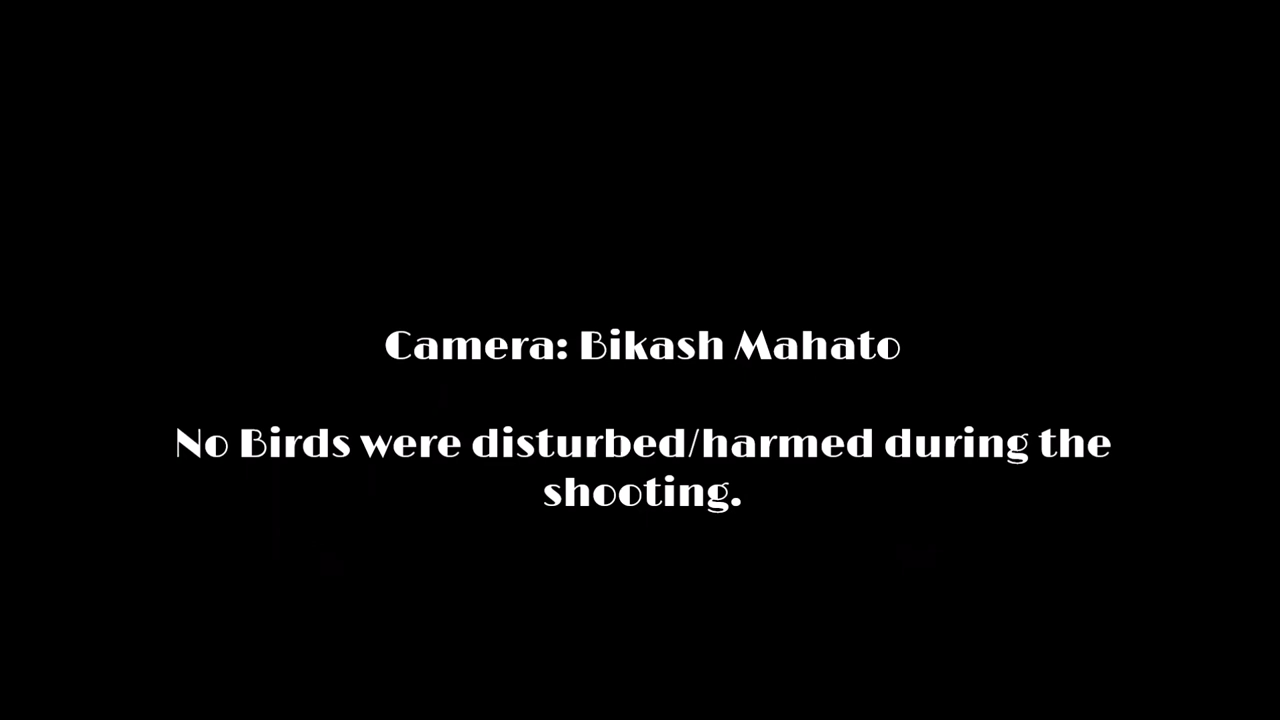 Camera: Bikash Mahato
No Birds were disturbed/harmed during the
shooting.